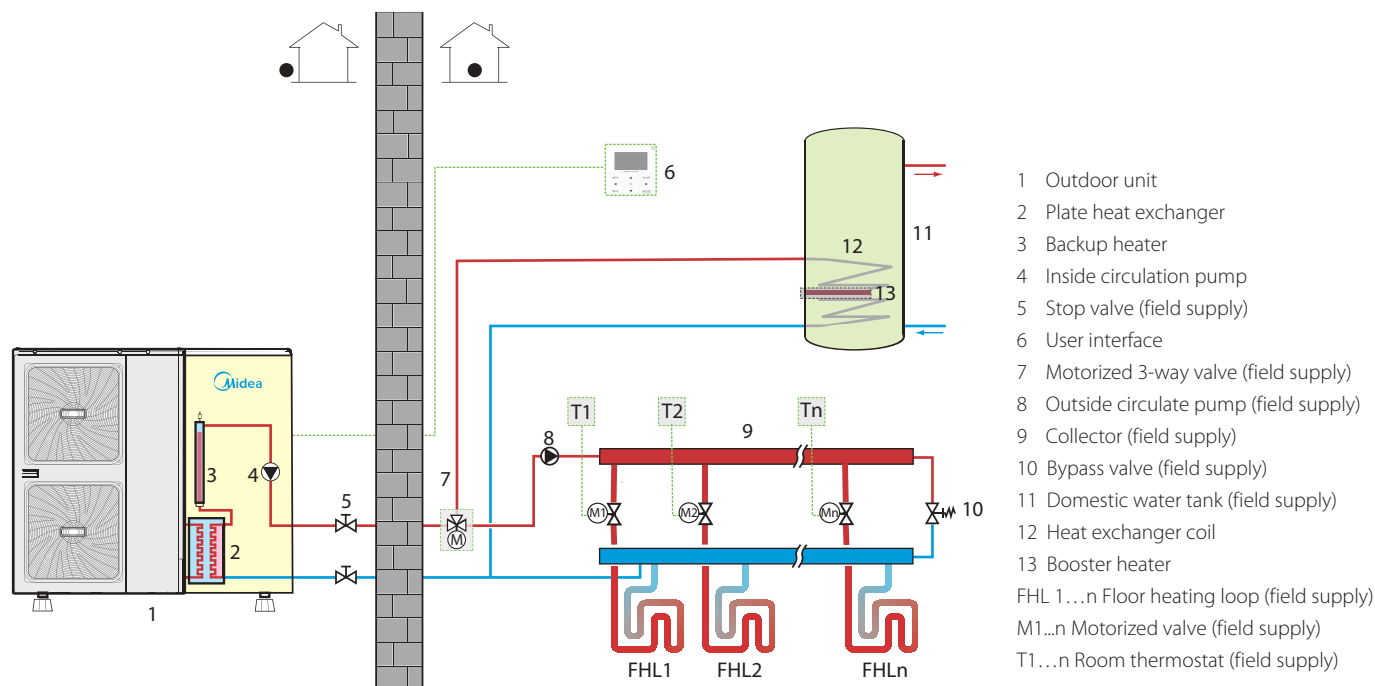 6
12
11
13
Midea
T1
T2
Tn
8
9
7
3
4
5
10
M1
M2
Mn
M
2
1
FHL1
FHL2
FHLn
1 Outdoor unit
2 Plate heat exchanger
3 Backup heater
4 Inside circulation pump
5 Stop valve (field supply)
6 User interface
7 Motorized 3-way valve (field supply)
8 Outside circulate pump (field supply)
9 Collector (field supply)
10 Bypass valve (field supply)
11 Domestic water tank (field supply)
12 Heat exchanger coil
13 Booster heater
FHL 1…n Floor heating loop (field supply)
M1...n Motorized valve (field supply)
T1…n Room thermostat (field supply)